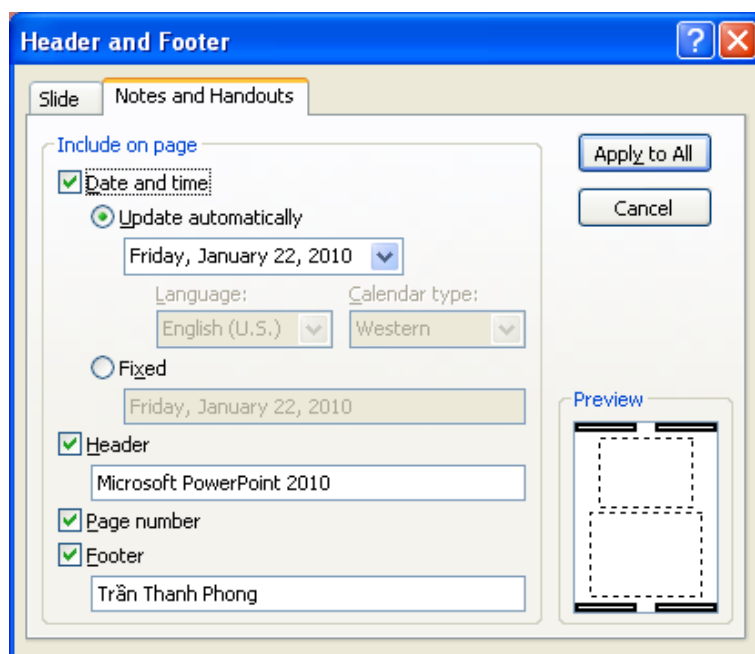 Header and Footer
Slide
Notes and Handouts
Include on page
Date and time
Update automatically
Friday, January 22, 2010
Language:
Calendar type:
English (U.S.)
Western
Fixed
Friday, January 22, 2010
Header
Microsoft PowerPoint 2010
Page number
Footer
Trần Thanh Phong
Apply to All
Cancel
Preview